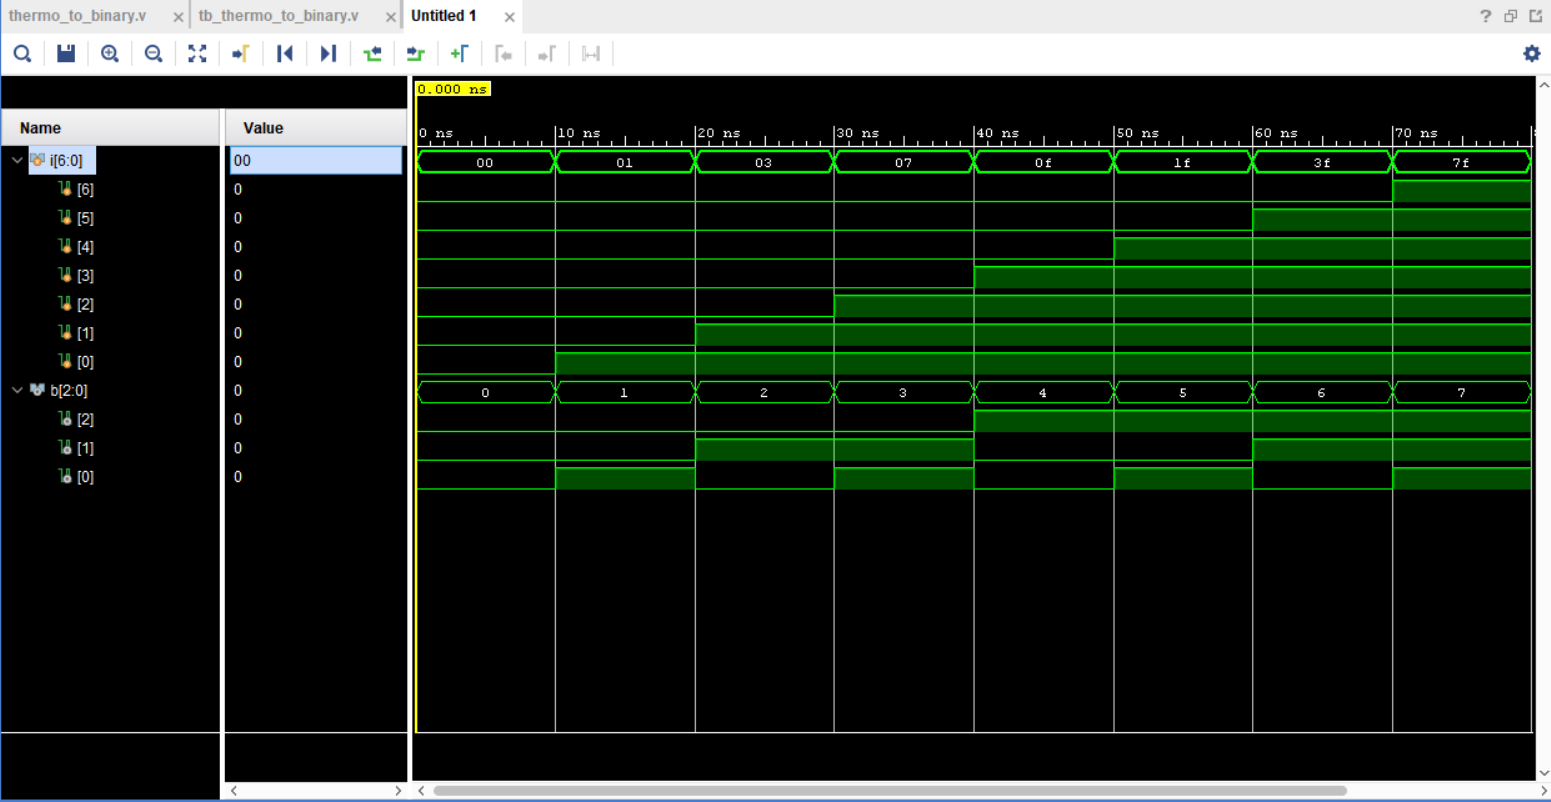 thermo_to_binary.v × tb_thermo_to_binary.v × Untitled 1 × ?
0.000 ns
Name Value
0 ns 10 ns 20 ns 30 ns 40 ns 50 ns 60 ns 70 ns
i[6:0] 00 00 01 03 07 0f 1f 3f 7f
[6] 0
[5] 0
[4] 0
[3] 0
[2] 0
[1] 0
[0] 0
b[2:0] 0 0 1 2 3 4 5 6 7
[2] 0
[1] 0
[0] 0